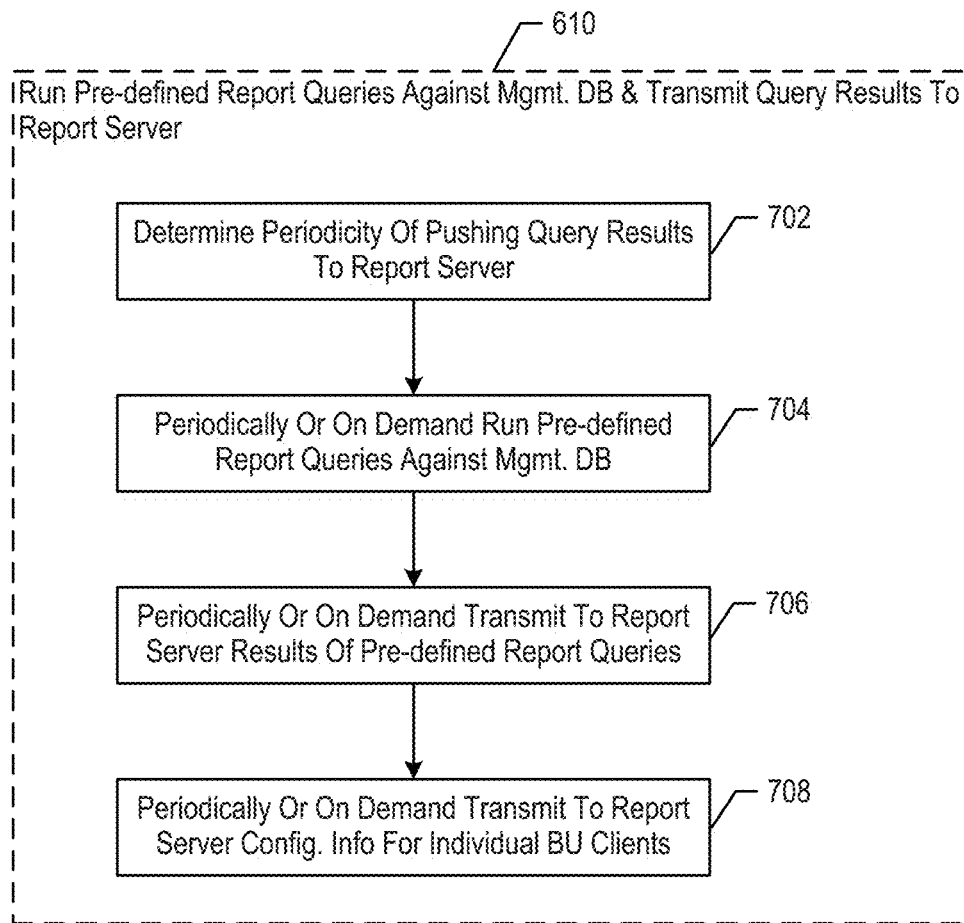 610
Run Pre-defined Report Queries Against Mgmt. DB & Transmit Query Results To
Report Server
Determine Periodicity Of Pushing Query Results
To Report Server
702
Periodically Or On Demand Run Pre-defined
Report Queries Against Mgmt. DB
704
Periodically Or On Demand Transmit To Report
Server Results Of Pre-defined Report Queries
706
Periodically Or On Demand Transmit To Report
Server Config. Info For Individual BU Clients
708